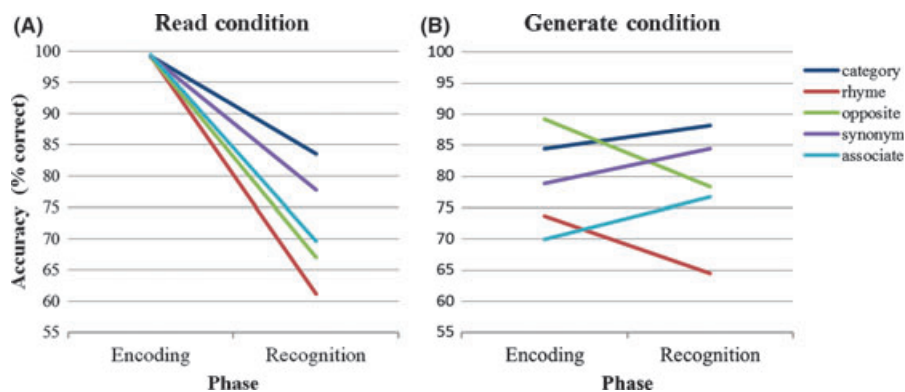 (A) Read condition
100
95
90
85
80
75
70
65
60
55
Accuracy (% correct)
Encoding Recognition
Phase
(B) Generate condition
100
95
90
85
80
75
70
65
60
55
Encoding Recognition
Phase
category
rhyme
opposite
synonym
associate